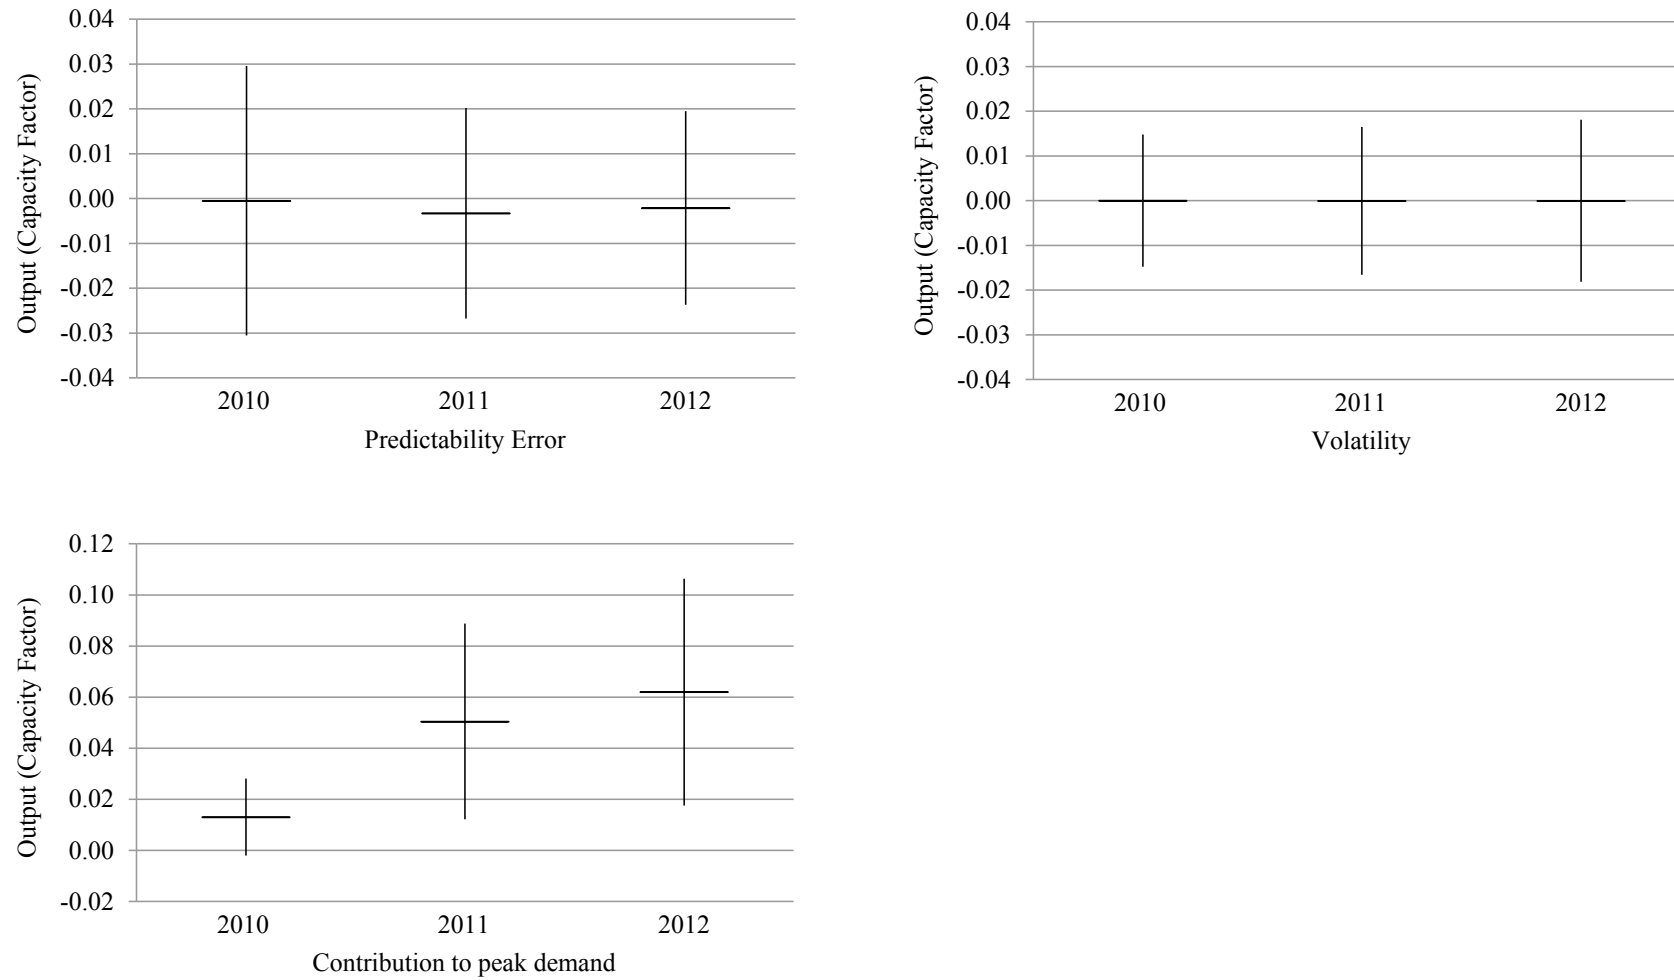 Output (Capacity Factor)
0.04
0.03
0.02
0.01
0.00
-0.01
-0.02
-0.03
-0.04
2010 2011 2012
Predictability Error
Output (Capacity Factor)
0.04
0.03
0.02
0.01
0.00
-0.01
-0.02
-0.03
-0.04
2010 2011 2012
Volatility
Output (Capacity Factor)
0.12
0.10
0.08
0.06
0.04
0.02
0.00
-0.02
2010 2011 2012
Contribution to peak demand